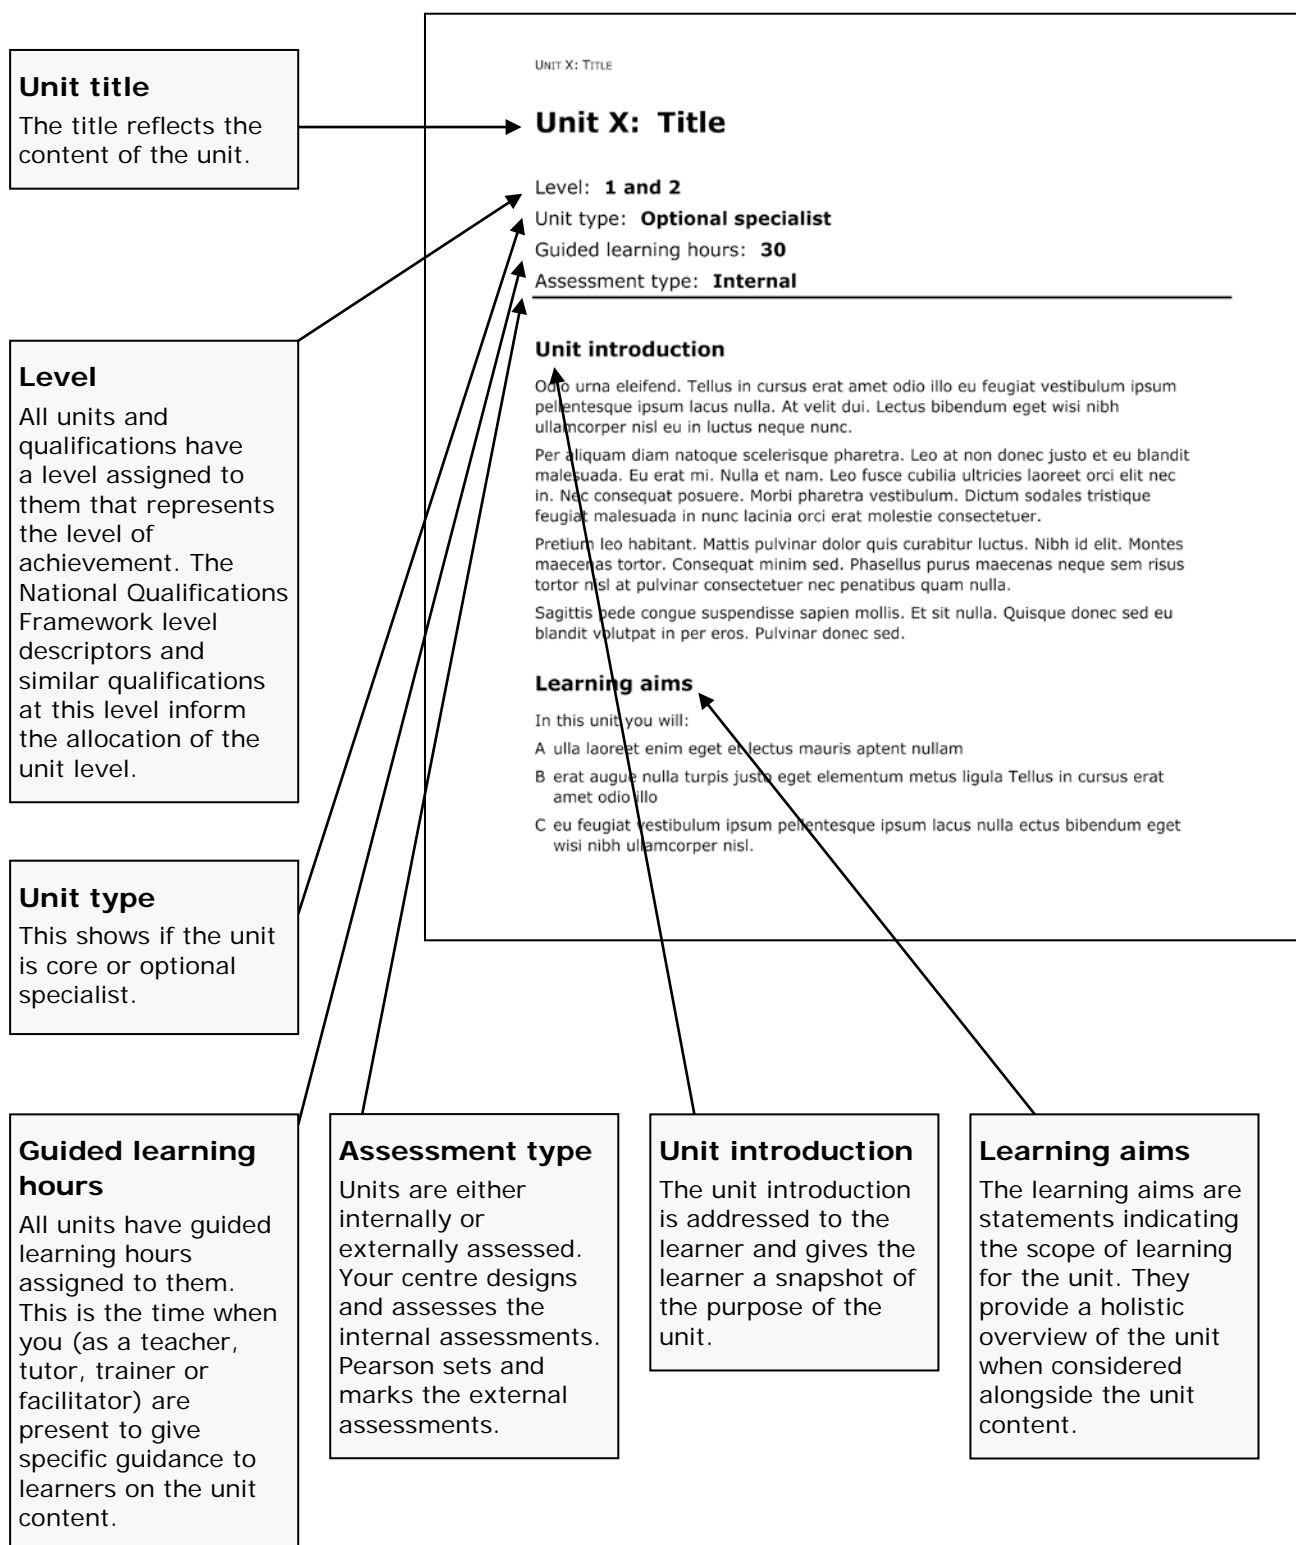 Unit title
The title reflects the
content of the unit.
Level
All units and
qualifications have
a level assigned to
them that represents
the level of
achievement. The
National Qualifications
Framework level
descriptors and
similar qualifications
at this level inform
the allocation of the
unit level.
Unit type
This shows if the unit
is core or optional
specialist.
Guided learning
hours
All units have guided
learning hours
assigned to them.
This is the time when
you (as a teacher,
tutor, trainer or
facilitator) are
present to give
specific guidance to
learners on the unit
content.
UNIT X: TITLE
Unit X: Title
Level: 1 and 2
Unit type: Optional specialist
Guided learning hours: 30
Assessment type: Internal
Unit introduction
Odio urna eleifend. Tellus in cursus erat amet odio illo eu feugiat vestibulum ipsum
pellentesque ipsum lacus nulla. At velit dui. Lectus bibendum eget wisi nibh
ullamcorper nisl eu in luctus neque nunc.
Per aliquam diam natoque scelerisque pharetra. Leo at non donec justo et eu blandit
malesuada. Eu erat mi. Nulla et nam. Leo fusce cubilia ultricies laoreet orci elit nec
in. Nec consequat posuere. Morbi pharetra vestibulum. Dictum sodales tristique
feugiat malesuada in nunc lacinia orci erat molestie consectetuer.
Pretium leo habitant. Mattis pulvinar dolor quis curabitur luctus. Nibh id elit. Montes
maecenas tortor. Consequat minim sed. Phasellus purus maecenas neque sem risus
tortor nisl at pulvinar consectetuer nec penatibus quam nulla.
Sagittis pede congue suspendisse sapien mollis. Et sit nulla. Quisque donec sed eu
blandit volutpat in per eros. Pulvinar donec sed.
Learning aims
In this unit you will:
A ulla laoreet enim eget et lectus mauris aptent nullam
B erat augue nulla turpis justo eget elementum metus ligula Tellus in cursus erat
amet odio illo
C eu feugiat vestibulum ipsum pellentesque ipsum lacus nulla ectus bibendum eget
wisi nibh ullamcorper nisl.
Assessment type
Units are either
internally or
externally assessed.
Your centre designs
and assesses the
internal assessments.
Pearson sets and
marks the external
assessments.
Unit introduction
The unit introduction
is addressed to the
learner and gives the
learner a snapshot of
the purpose of the
unit.
Learning aims
The learning aims are
statements indicating
the scope of learning
for the unit. They
provide a holistic
overview of the unit
when considered
alongside the unit
content.